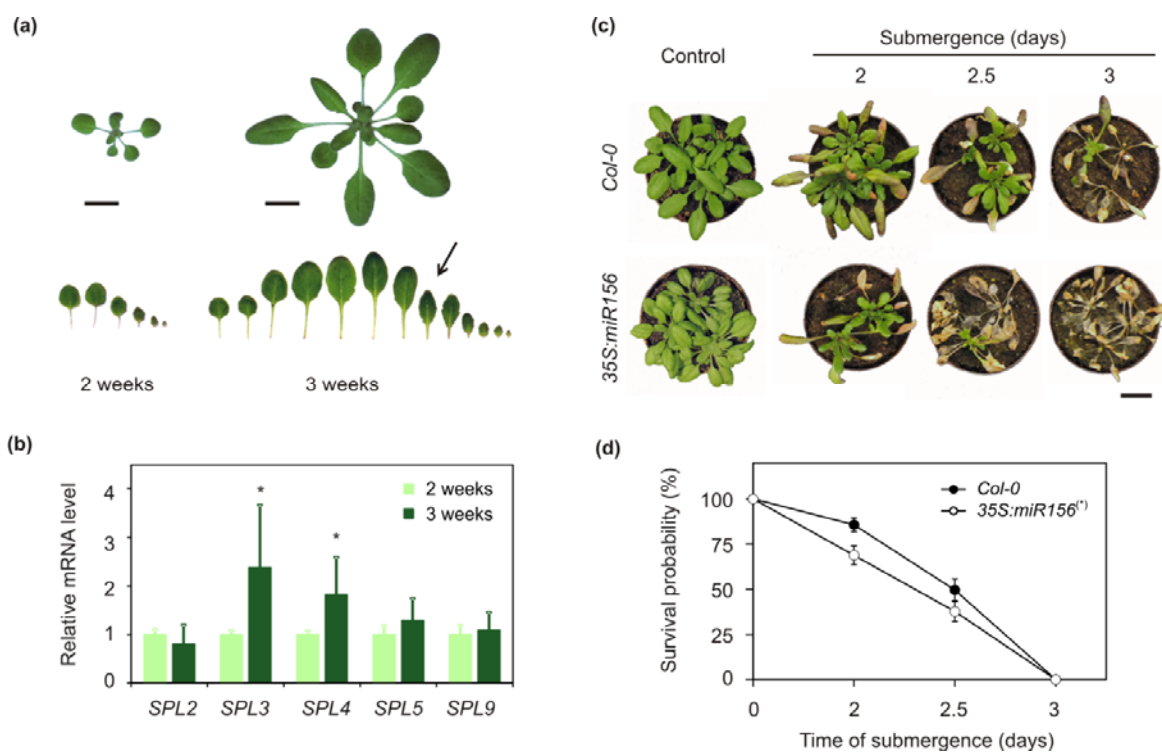 (a)
2 weeks
3 weeks
(b)
Relative mRNA level
4
3
2
1
0
*
*
2 weeks
3 weeks
SPL2
SPL3
SPL4
SPL5
SPL9
(c)
Submergence (days)
Control
2
2.5
3
Col-0
35S:miR156
(d)
Survival probability (%)
100
75
50
25
0
Col-0
35S:miR156(*)
0
2
2.5
3
Time of submergence (days)